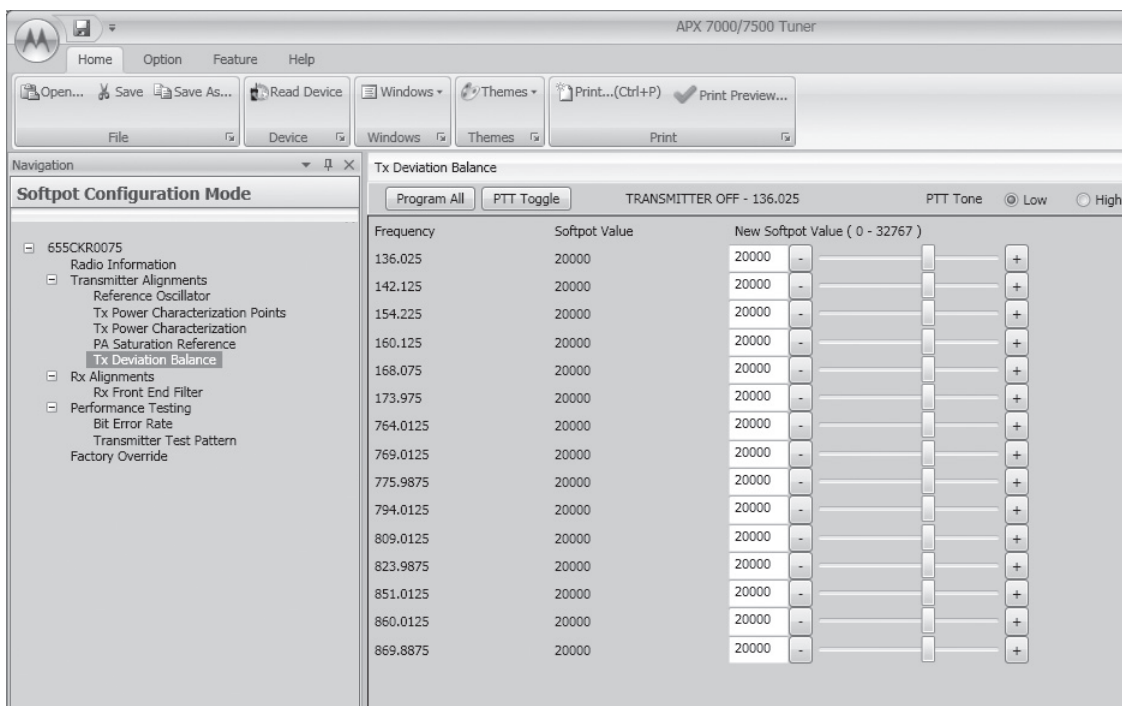 APX 7000/7500 Tuner
Home Option Feature Help
Open... Save Save As... Read Device Windows Themes Print...(Ctrl+P) Print Preview...
File Device Windows Themes Print
Navigation
Softpot Configuration Mode
655CKR0075
Radio Information
Transmitter Alignments
Reference Oscillator
Tx Power Characterization Points
Tx Power Characterization
PA Saturation Reference
Tx Deviation Balance
Rx Alignments
Rx Front End Filter
Performance Testing
Bit Error Rate
Transmitter Test Pattern
Factory Override
Tx Deviation Balance
Program All PTT Toggle TRANSMITTER OFF - 136.025 PTT Tone Low High
Frequency Softpot Value New Softpot Value ( 0 - 32767 )
136.025 20000 20000 - +
142.125 20000 20000 - +
154.225 20000 20000 - +
160.125 20000 20000 - +
168.075 20000 20000 - +
173.975 20000 20000 - +
764.0125 20000 20000 - +
769.0125 20000 20000 - +
775.9875 20000 20000 - +
794.0125 20000 20000 - +
809.0125 20000 20000 - +
823.9875 20000 20000 - +
851.0125 20000 20000 - +
860.0125 20000 20000 - +
869.8875 20000 20000 - +